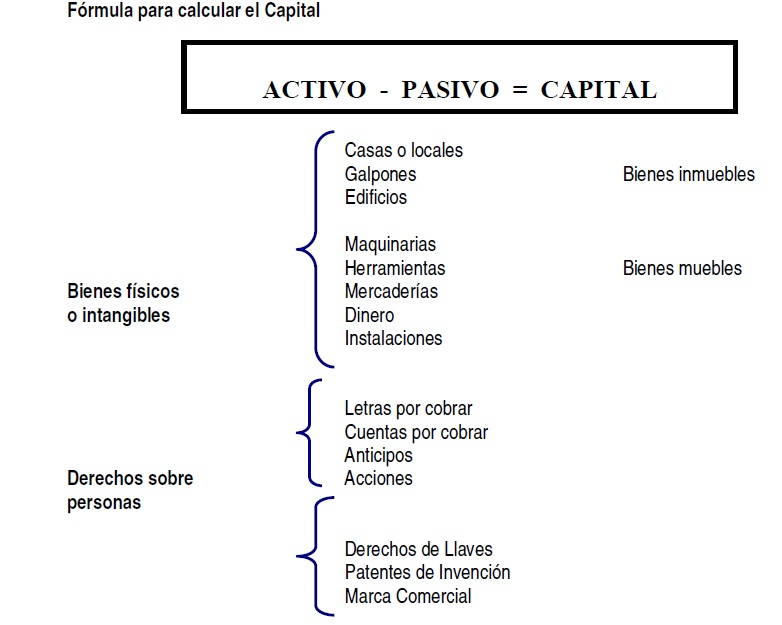 Fórmula para calcular el Capital
ACTIVO - PASIVO = CAPITAL
Casas o locales
Galpones Bienes inmuebles
Edificios
Maquinarias
Herramientas Bienes muebles
Bienes físicos Mercaderías
o intangibles Dinero
Instalaciones
Letras por cobrar
Cuentas por cobrar
Anticipos
Derechos sobre Acciones
personas
Derechos de Llaves
Patentes de Invención
Marca Comercial